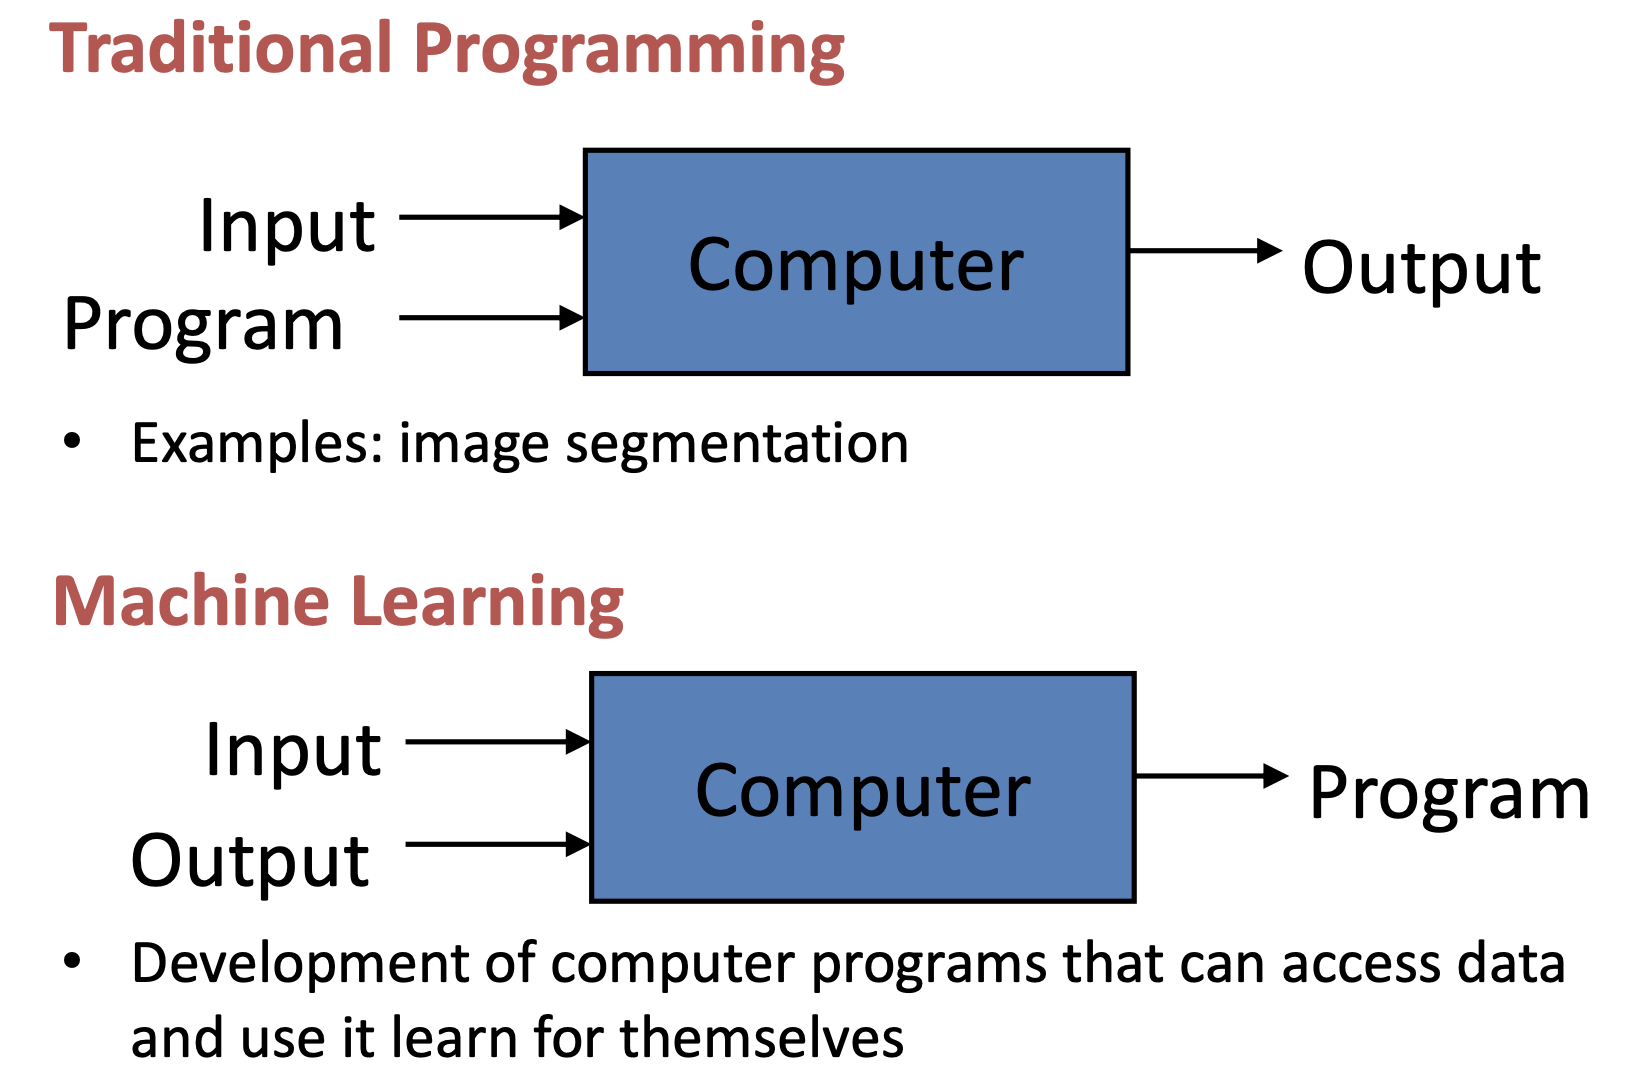 Traditional Programming
Input
Program
Computer
Output
• Examples: image segmentation
Machine Learning
Input
Output
Computer
Program
• Development of computer programs that can access data
and use it learn for themselves